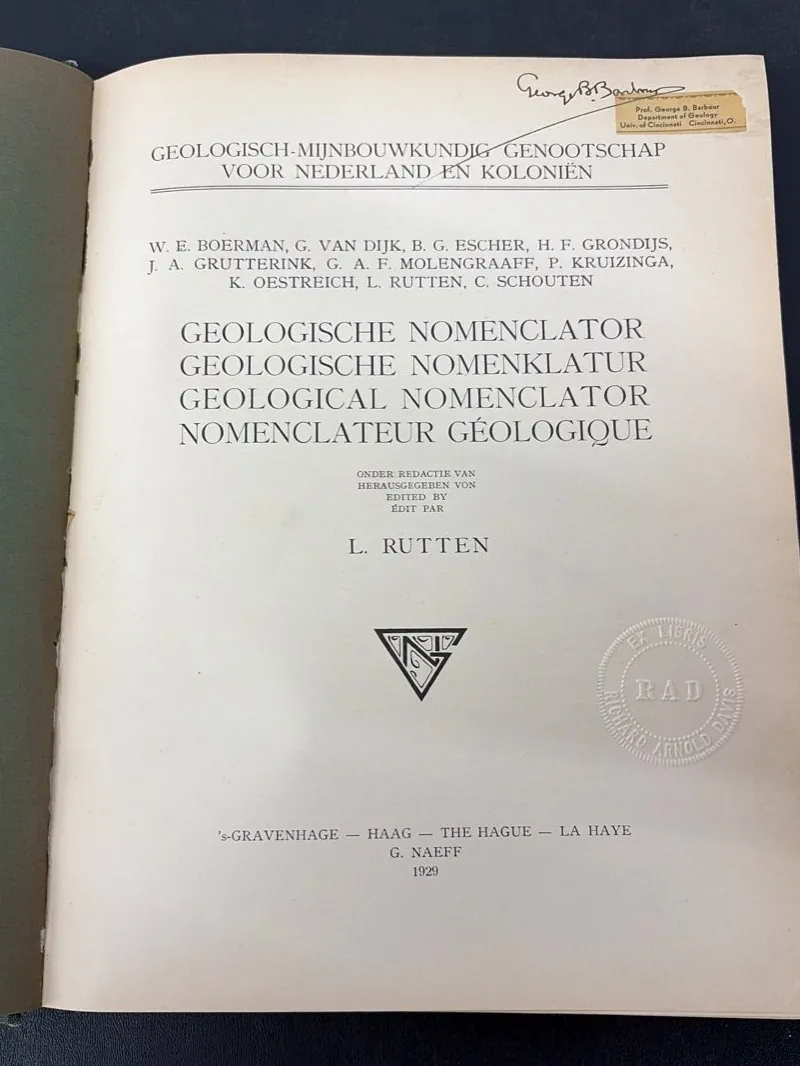 George B. Barbour
Prof. George B. Barbour
Department of Geology
Univ. of Cincinnati Cincinnati, O.
GEOLOGISCH-MIJNBOUWKUNDIG GENOOTSCHAP
VOOR NEDERLAND EN KOLONIËN
W. E. BOERMAN, G. VAN DIJK, B. G. ESCHER, H. F. GRONDIJS,
J. A. GRUTTERINK, G. A. F. MOLENGRAAFF, P. KRUIZINGA,
K. OESTREICH, L. RUTTEN, C. SCHOUTEN
GEOLOGISCHE NOMENCLATOR
GEOLOGISCHE NOMENKLATUR
GEOLOGICAL NOMENCLATOR
NOMENCLATEUR GÉOLOGIQUE
ONDER REDACTIE VAN
HERAUSGEGEBEN VON
EDITED BY
ÉDIT PAR
L. RUTTEN
EX LIBRIS
RAD
RICHARD ARNOLD DAVIS
's-GRAVENHAGE — HAAG — THE HAGUE — LA HAYE
G. NAEFF
1929